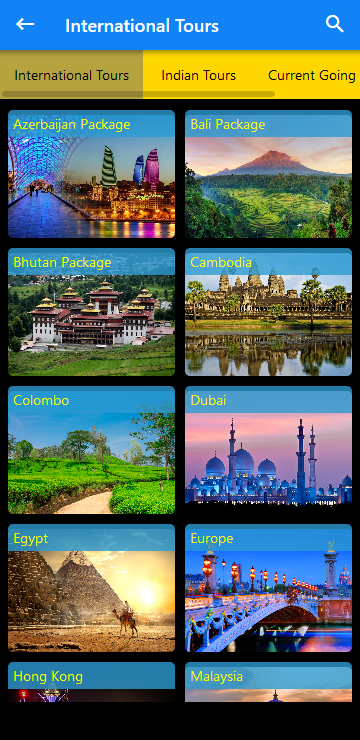 International Tours
International Tours
Indian Tours
Current Going
Azerbaijan Package
Bali Package
Bhutan Package
Cambodia
Colombo
Dubai
Egypt
Europe
Hong Kong
Malaysia